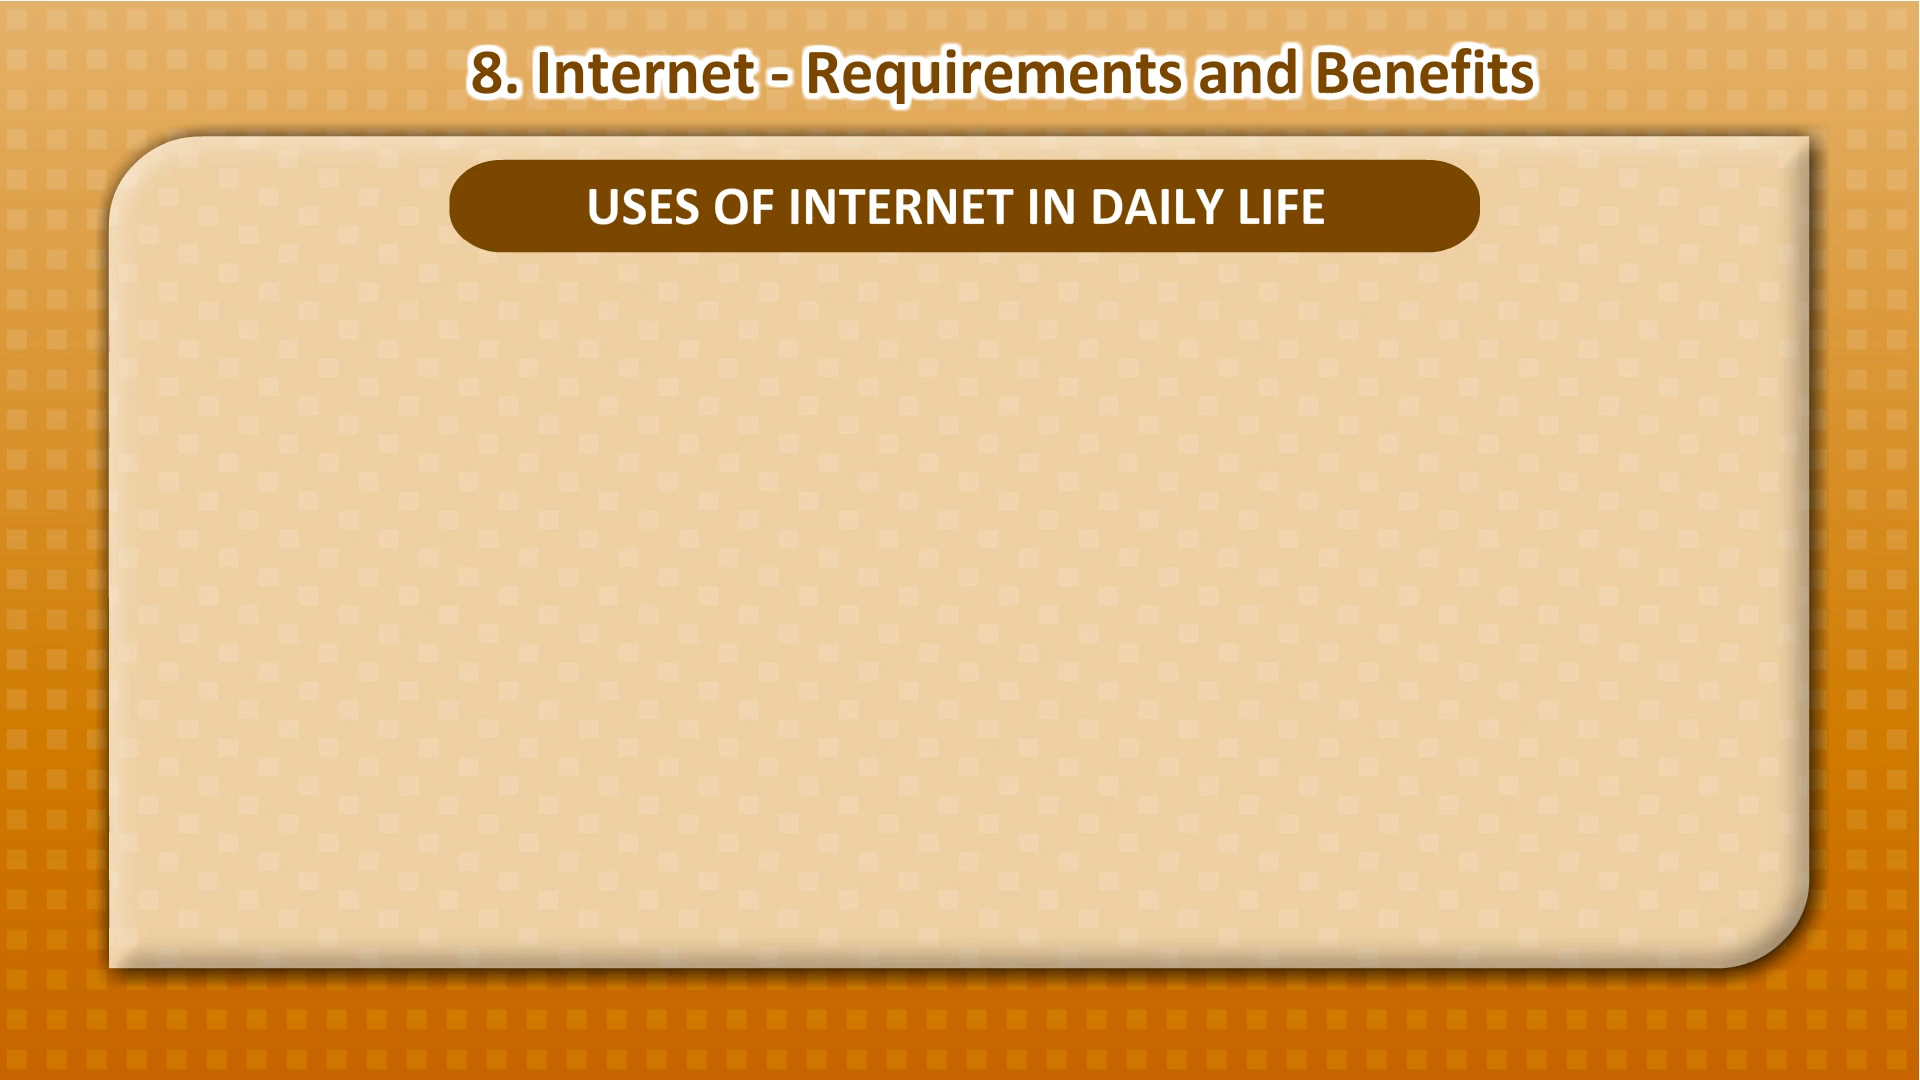 8. Internet - Requirements and Benefits
USES OF INTERNET IN DAILY LIFE